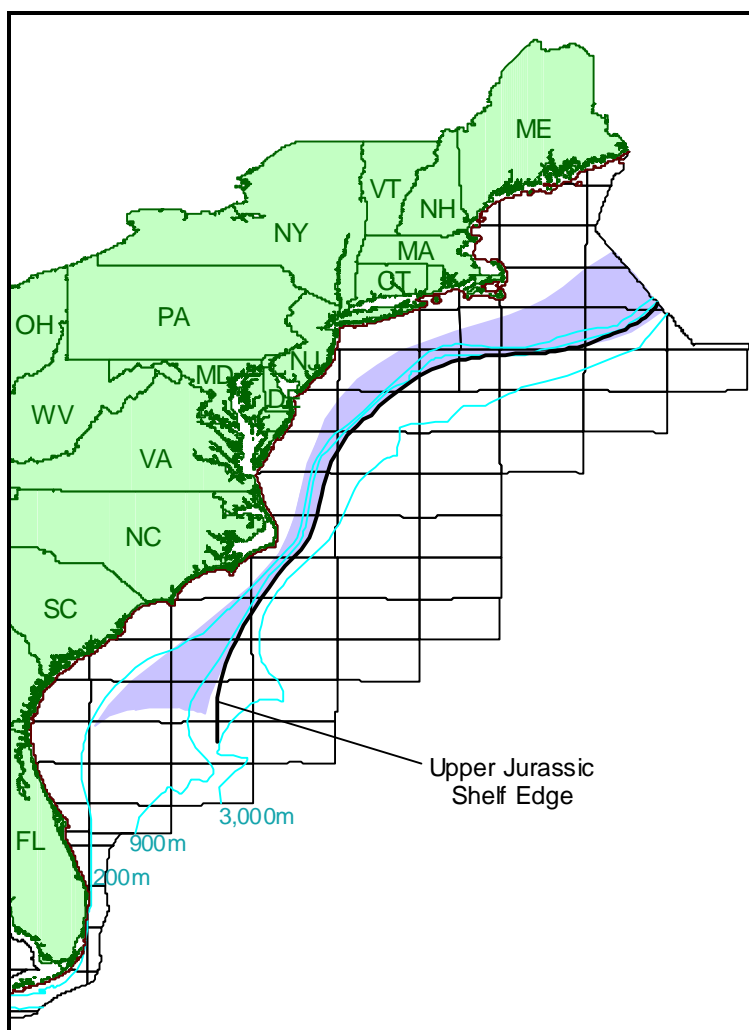 ME
VT
NH
NY
MA
CT
PA
OH
NJ
MD
DE
WV
VA
NC
SC
Upper Jurassic
Shelf Edge
3,000m
900m
FL
200m